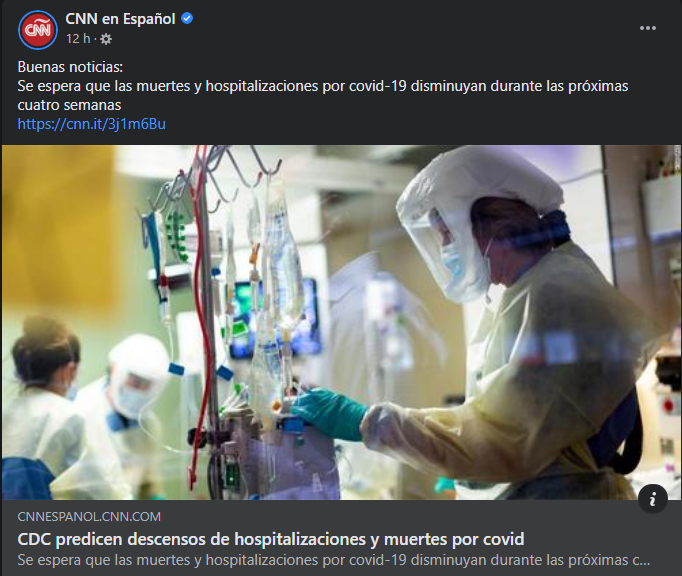 CNN en Español
12 h ·
Buenas noticias:
Se espera que las muertes y hospitalizaciones por covid-19 disminuyan durante las próximas
cuatro semanas
https://cnn.it/3j1m6Bu
CNNESPANOL.CNN.COM
CDC predicen descensos de hospitalizaciones y muertes por covid
Se espera que las muertes y hospitalizaciones por covid-19 disminuyan durante las próximas c...